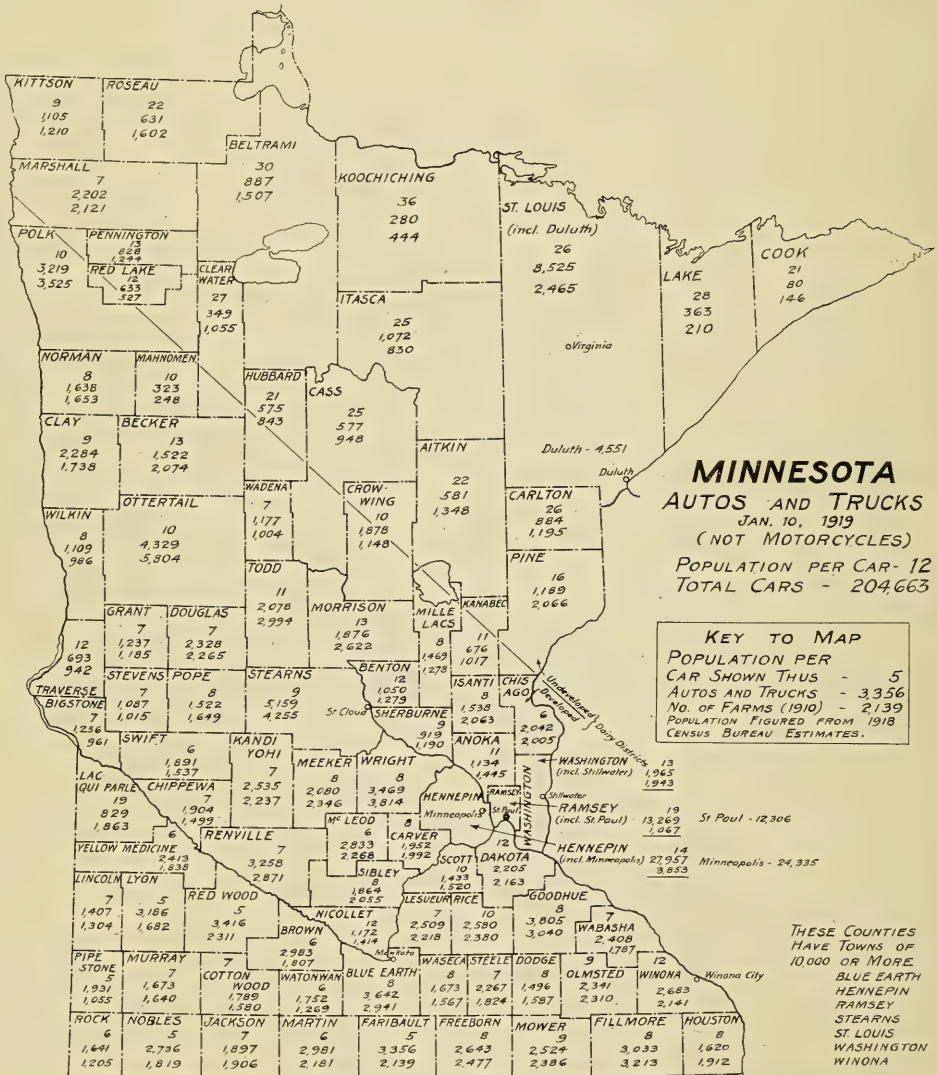 KITTSON
9
1,105
1,210
ROSEAU
22
631
1,602
BELTRAMI
30
887
1,507
MARSHALL
7
2,202
2,121
KOOCHICHING
36
280
444
ST. LOUIS
(incl. Duluth)
26
8,525
2,465
LAKE
28
363
210
COOK
21
80
146
POLK
10
3,219
3,525
PENNINGTON
13
828
1,244
RED LAKE
12
633
527
CLEAR
WATER
27
349
1,055
ITASCA
25
1,072
830
Virginia
NORMAN
8
1,638
1,653
MAHNOMEN
10
323
248
HUBBARD
21
575
843
CASS
25
577
948
CLAY
9
2,284
1,738
BECKER
13
1,522
2,074
AITKIN
22
581
1,348
Duluth - 4,551
Duluth
MINNESOTA
AUTOS AND TRUCKS
JAN. 10, 1919
(NOT MOTORCYCLES)
POPULATION PER CAR - 12
TOTAL CARS - 204,663
WILKIN
8
1,109
986
OTTERTAIL
10
4,329
5,804
WADENA
7
1,177
1,004
CROW-
WING
10
1,878
1,148
CARLTON
26
884
1,195
PINE
16
1,189
2,066
TODD
11
2,078
2,994
MORRISON
13
1,876
2,622
MILLE
LACS
8
1,469
1,278
KANABEC
11
676
1017
GRANT
7
1,237
1,185
DOUGLAS
7
2,328
2,265
12
693
942
TRAVERSE
KEY TO MAP
POPULATION PER
CAR SHOWN THUS - 5
AUTOS AND TRUCKS - 3,356
NO. OF FARMS (1910) - 2139
POPULATION FIGURED FROM 1918
CENSUS BUREAU ESTIMATES.
STEVENS
7
1,087
1,015
POPE
8
1,522
1,649
STEARNS
9
5,159
4,255
St Cloud
BENTON
12
1,050
1,279
SHERBURNE
9
919
1,190
ISANTI
8
1,538
2,063
CHIS
AGO
6
2,042
2,005
Undeveloped
Developed
Dairy Districts
BIGSTONE
7
1,256
961
SWIFT
6
1,891
1,537
KANDI
YOHI
7
2,535
2,237
MEEKER
8
2,080
2,346
WRIGHT
8
3,469
3,814
ANOKA
11
1,134
1,445
WASHINGTON
WASHINGTON 13
(incl. Stillwater) 1,965
1,943
Stillwater
LAC-
QUI PARLE
19
829
1,863
CHIPPEWA
7
1,904
1,499
HENNEPIN
Minneapolis
RAMSEY
St Paul
RAMSEY 19
(incl. St. Paul) 13,269 St Paul - 12,306
1,067
HENNEPIN 14
(incl. Minneapolis) 27,957 Minneapolis - 24,335
3,853
YELLOW MEDICINE
6
2,413
1,838
RENVILLE
7
3,258
2,871
McLEOD
6
2833
2,268
CARVER
8
1,952
1,992
SCOTT
10
1,433
1,520
DAKOTA
12
2,205
2,163
SIBLEY
8
1,864
2055
LINCOLN
7
1,407
1,304
LYON
5
3,186
1,682
RED WOOD
5
3,416
2311
BROWN
6
2,983
1,807
NICOLLET
12
1,172
1,414
Mankato
LESUEUR
7
2,509
2,218
RICE
10
2,580
2,380
GOODHUE
8
3,805
3,040
WABASHA
7
2,408
1,787
THESE COUNTIES
HAVE TOWNS OF
10,000 OR MORE
BLUE EARTH
HENNEPIN
RAMSEY
STEARNS
ST. LOUIS
WASHINGTON
WINONA
PIPE
STONE
5
1,931
1,055
MURRAY
7
1,673
1,640
COTTON
WOOD
7
1,789
1,580
WATONWAN
6
1,752
1,269
BLUE EARTH
8
3,642
2,941
WASECA
8
1,673
1,567
STEELE
7
2,267
1,824
DODGE
8
1,496
1,587
OLMSTED
9
2,341
2,310
WINONA
12
2,683
2,141
Winona City
ROCK
6
1,641
1,205
NOBLES
5
2,736
1,819
JACKSON
7
1,897
1,906
MARTIN
6
2,981
2,181
FARIBAULT
5
3,356
2,139
FREEBORN
8
2,643
2,477
MOWER
9
2,524
2,386
FILLMORE
8
3,033
3,213
HOUSTON
8
1,620
1,912